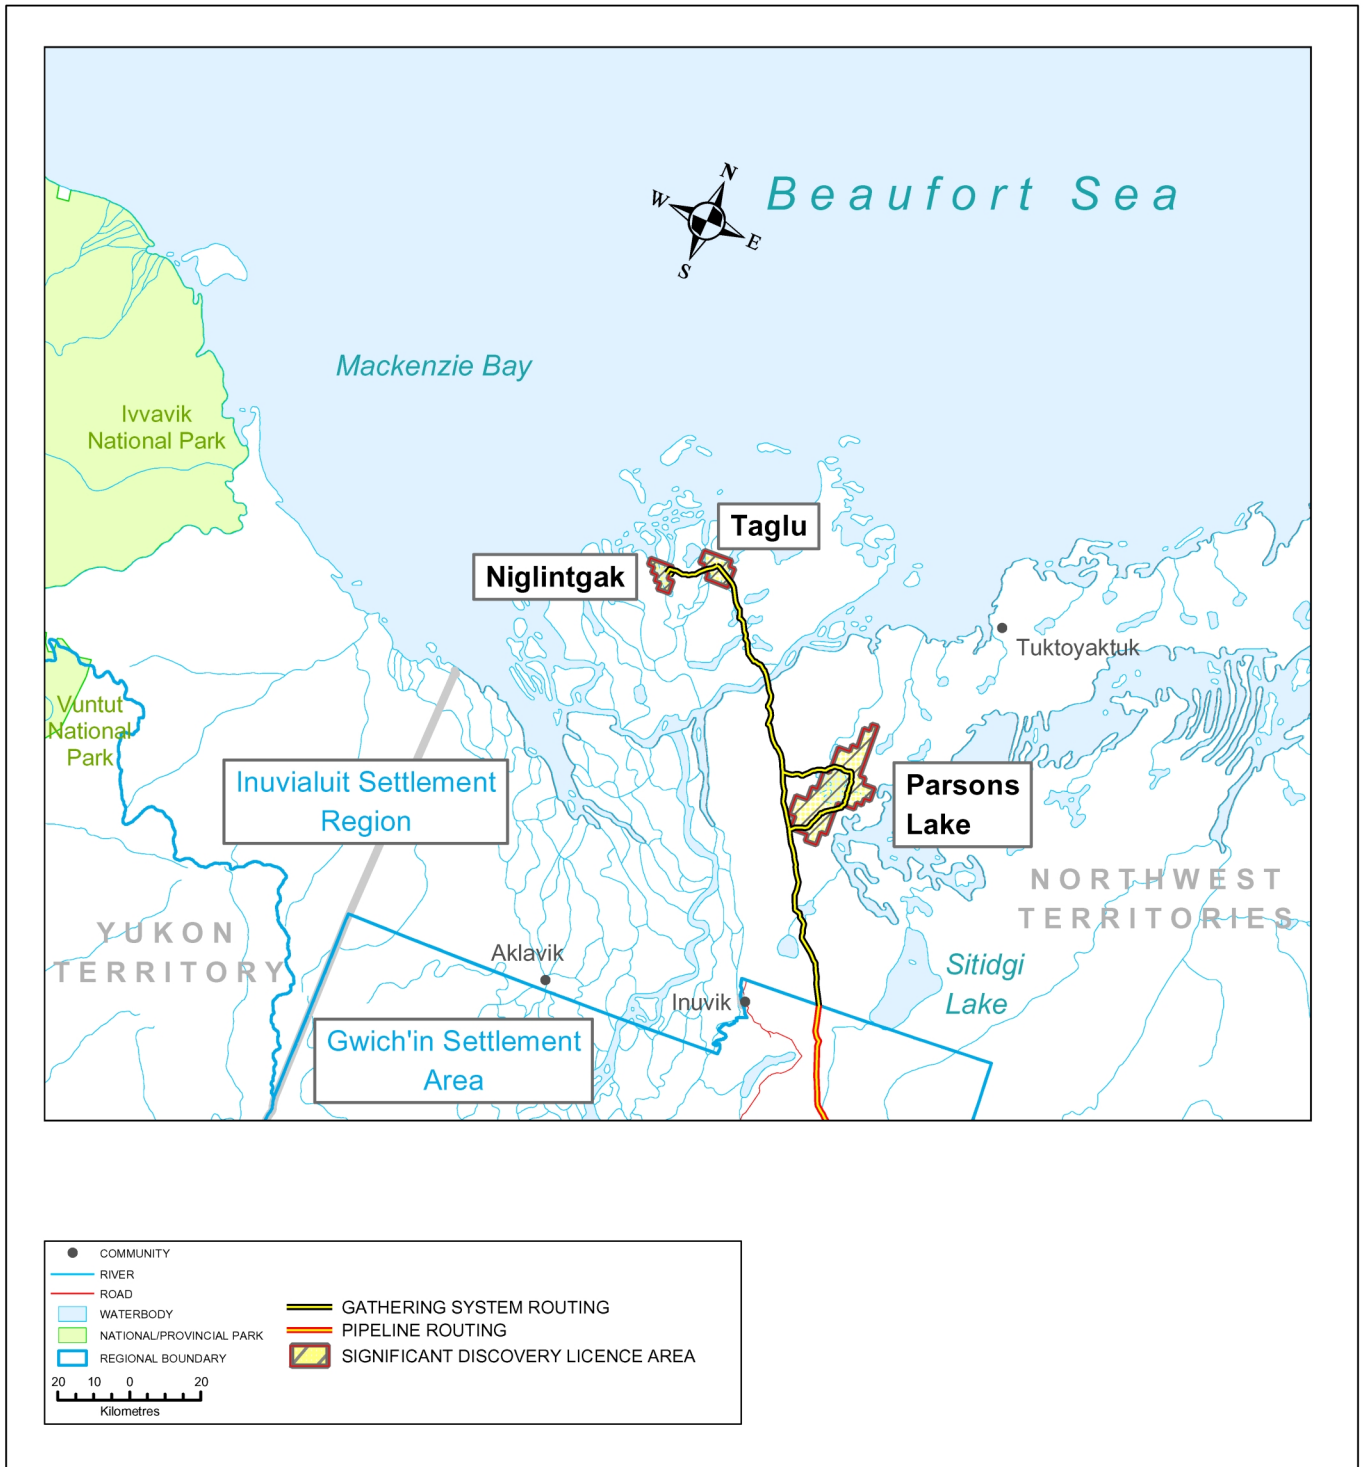 N
W
E
S
Beaufort Sea
Mackenzie Bay
Ivvavik
National Park
Taglu
Niglintgak
Tuktoyaktuk
Vuntut
National
Park
Inuvialuit Settlement
Region
Parsons
Lake
NORTHWEST
TERRITORIES
YUKON
TERRITORY
Aklavik
Sitidgi
Lake
Inuvik
Gwich'in Settlement
Area
COMMUNITY
RIVER
ROAD
WATERBODY
NATIONAL/PROVINCIAL PARK
REGIONAL BOUNDARY
20 10 0 20
Kilometres
GATHERING SYSTEM ROUTING
PIPELINE ROUTING
SIGNIFICANT DISCOVERY LICENCE AREA